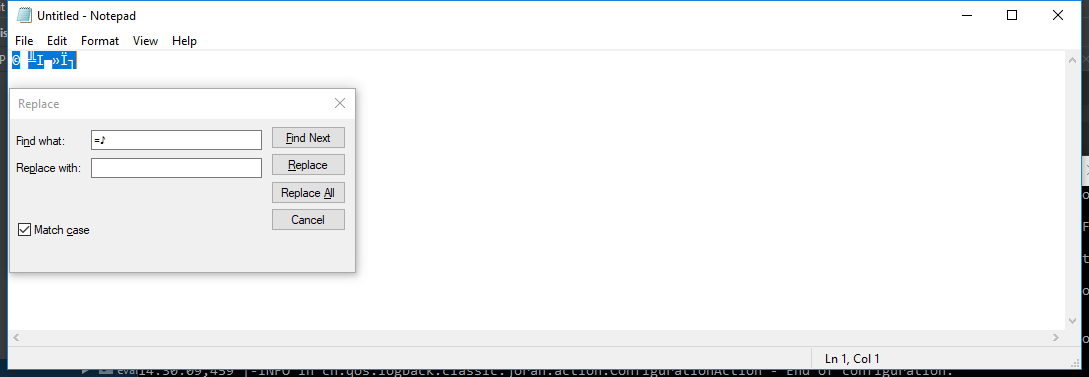 Untitled - Notepad
File Edit Format View Help
© ╩I▄»Ï┐
Replace
Find what: =♪ Find Next
Replace with: Replace
Replace All
Match case Cancel
Ln 1, Col 1
14:30:09,459 |-INFO in ch.qos.logback.classic.joran.action.ConfigurationAction - End of configuration.